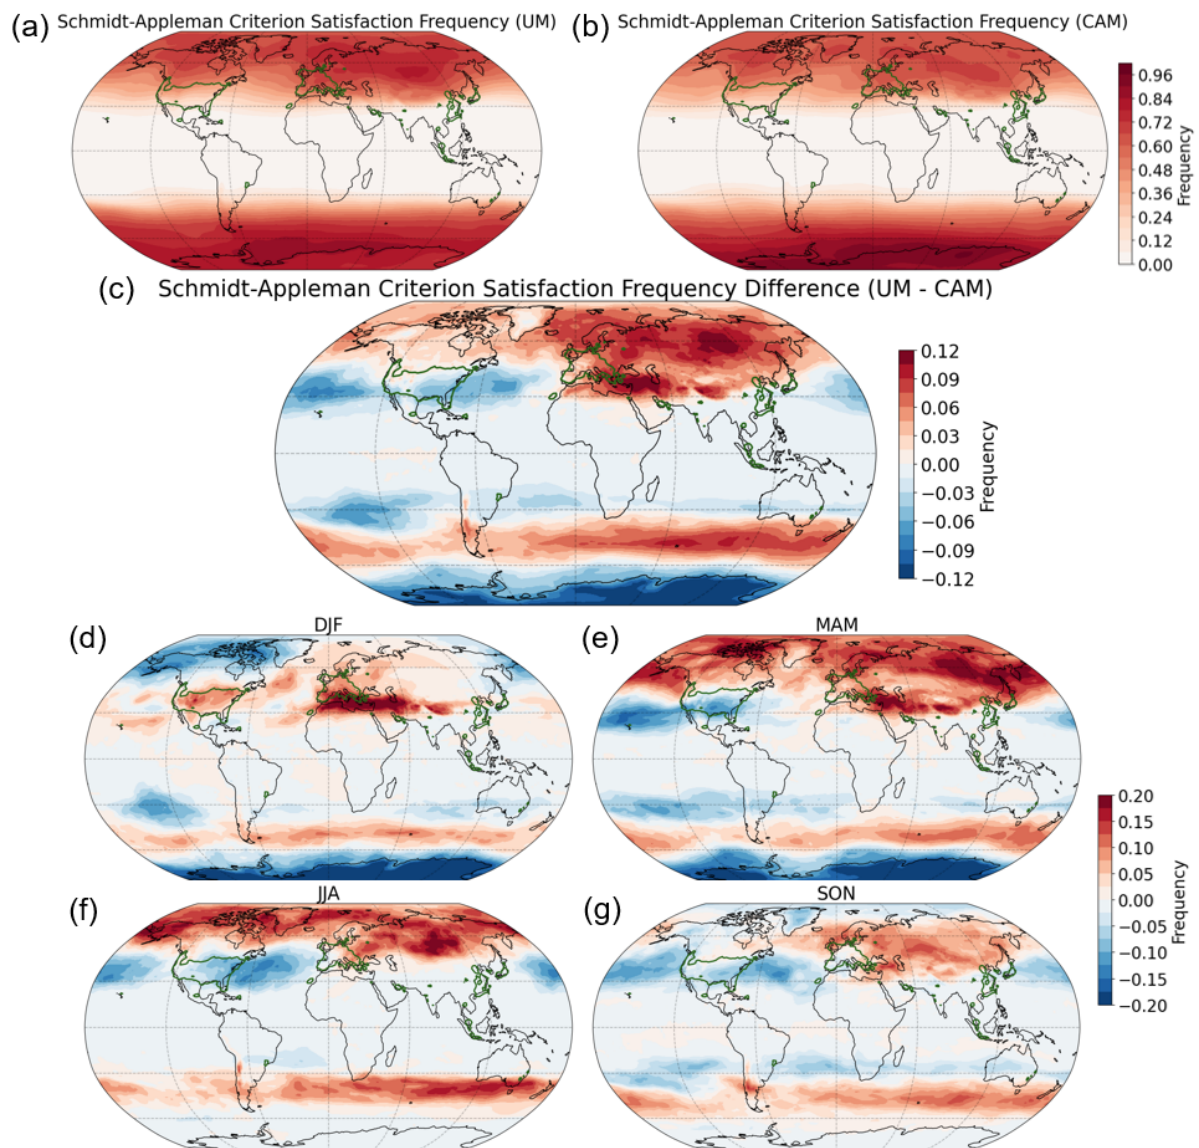 (a) Schmidt-Appleman Criterion Satisfaction Frequency (UM)
(b) Schmidt-Appleman Criterion Satisfaction Frequency (CAM)
0.96
0.84
0.72
0.60
0.48
0.36
0.24
0.12
0.00
Frequency
(c) Schmidt-Appleman Criterion Satisfaction Frequency Difference (UM - CAM)
0.12
0.09
0.06
0.03
0.00
−0.03
−0.06
−0.09
−0.12
Frequency
(d) DJF
(e) MAM
(f) JJA
(g) SON
0.20
0.15
0.10
0.05
0.00
−0.05
−0.10
−0.15
−0.20
Frequency